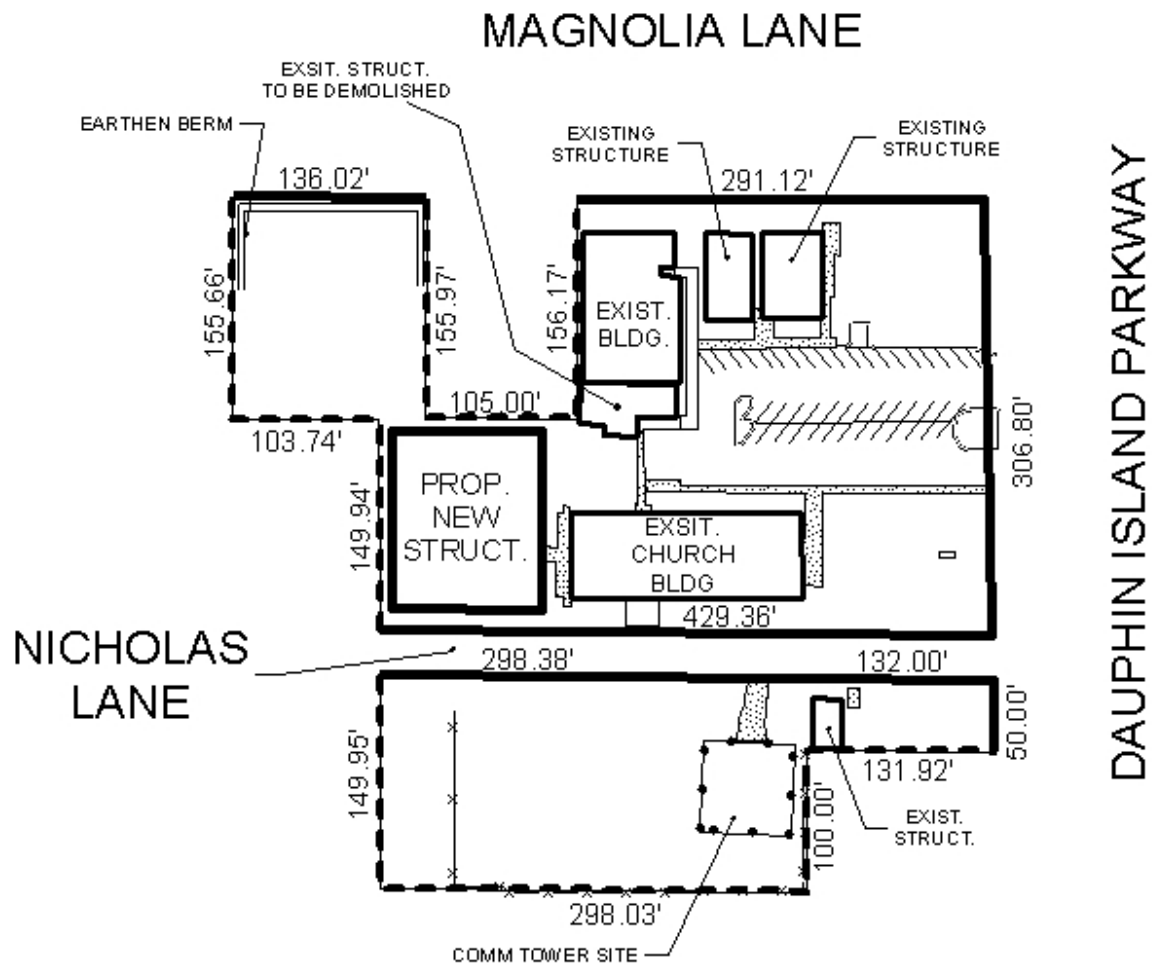 MAGNOLIA LANE
EXSIT. STRUCT.
TO BE DEMOLISHED
EARTHEN BERM
EXISTING
STRUCTURE
EXISTING
STRUCTURE
136.02'
291.12'
155.66'
155.97'
156.17'
EXIST.
BLDG.
DAUPHIN ISLAND PARKWAY
105.00'
103.74'
306.80'
149.94'
PROP.
NEW
STRUCT.
EXSIT.
CHURCH
BLDG
429.36'
NICHOLAS
LANE
298.38'
132.00'
50.00'
149.95'
131.92'
100.00'
EXIST.
STRUCT.
298.03'
COMM TOWER SITE